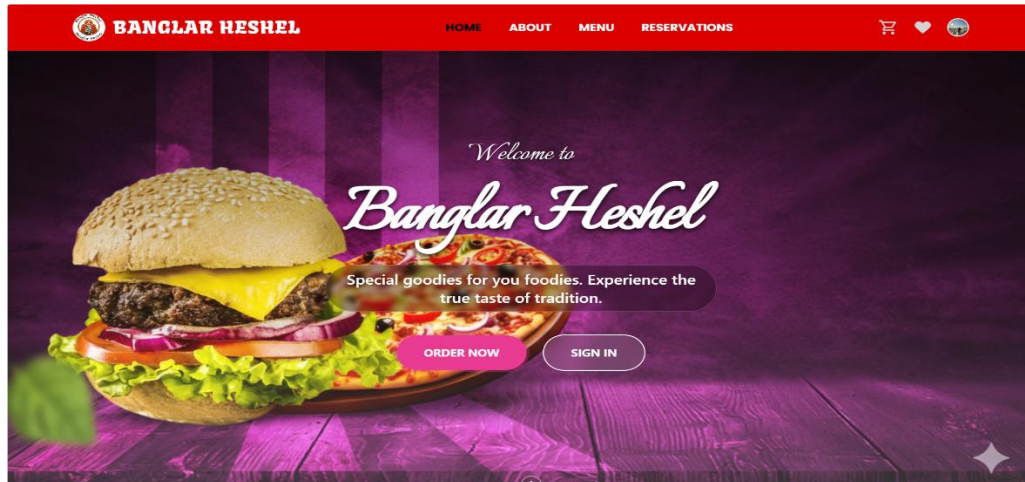 BANGLAR HESHEL
HOME ABOUT MENU RESERVATIONS
Welcome to
Banglar Heshel
Special goodies for you foodies. Experience the
true taste of tradition.
ORDER NOW SIGN IN